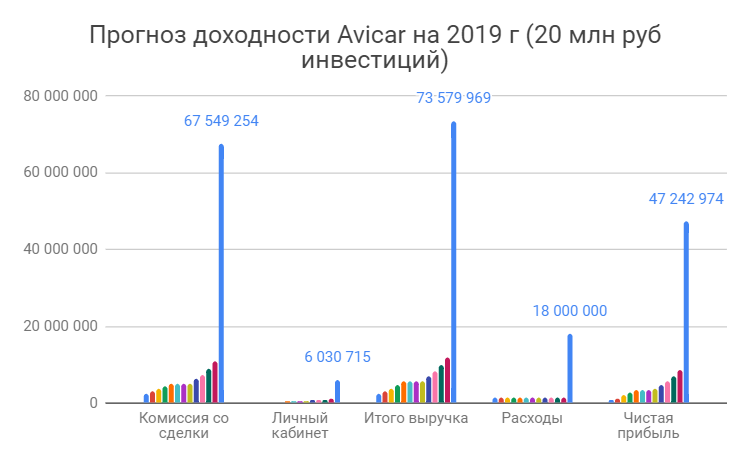 Прогноз доходности Avicar на 2019 г (20 млн руб
инвестиций)
80 000 000
60 000 000
40 000 000
20 000 000
0
67 549 254
6 030 715
73 579 969
18 000 000
47 242 974
Комиссия со
сделки
Личный
кабинет
Итого выручка
Расходы
Чистая
прибыль